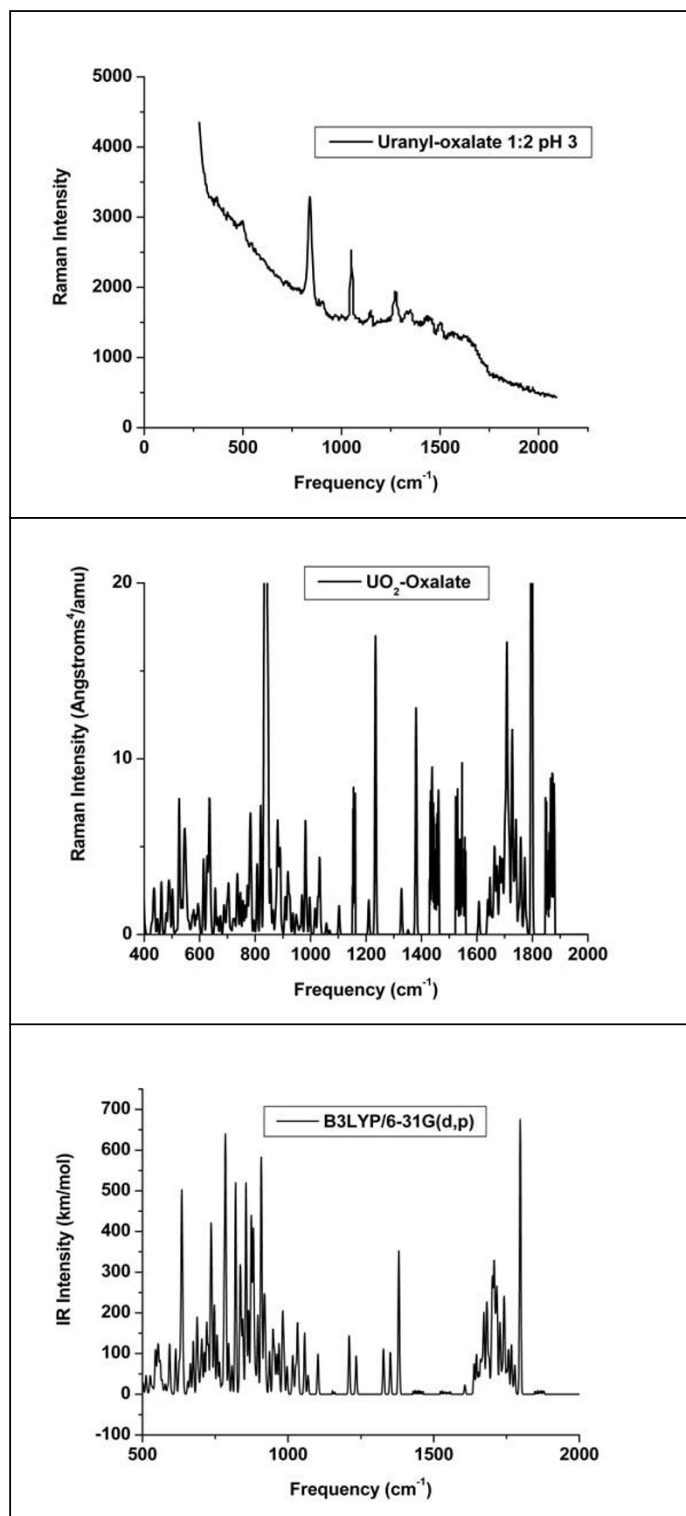 5000
4000
3000
2000
1000
0
Raman Intensity
Uranyl-oxalate 1:2 pH 3
0 500 1000 1500 2000
Frequency (cm⁻¹)
20
10
0
Raman Intensity (Angstroms⁴/amu)
UO₂-Oxalate
400 600 800 1000 1200 1400 1600 1800 2000
Frequency (cm⁻¹)
700
600
500
400
300
200
100
0
-100
IR Intensity (km/mol)
B3LYP/6-31G(d,p)
500 1000 1500 2000
Frequency (cm⁻¹)